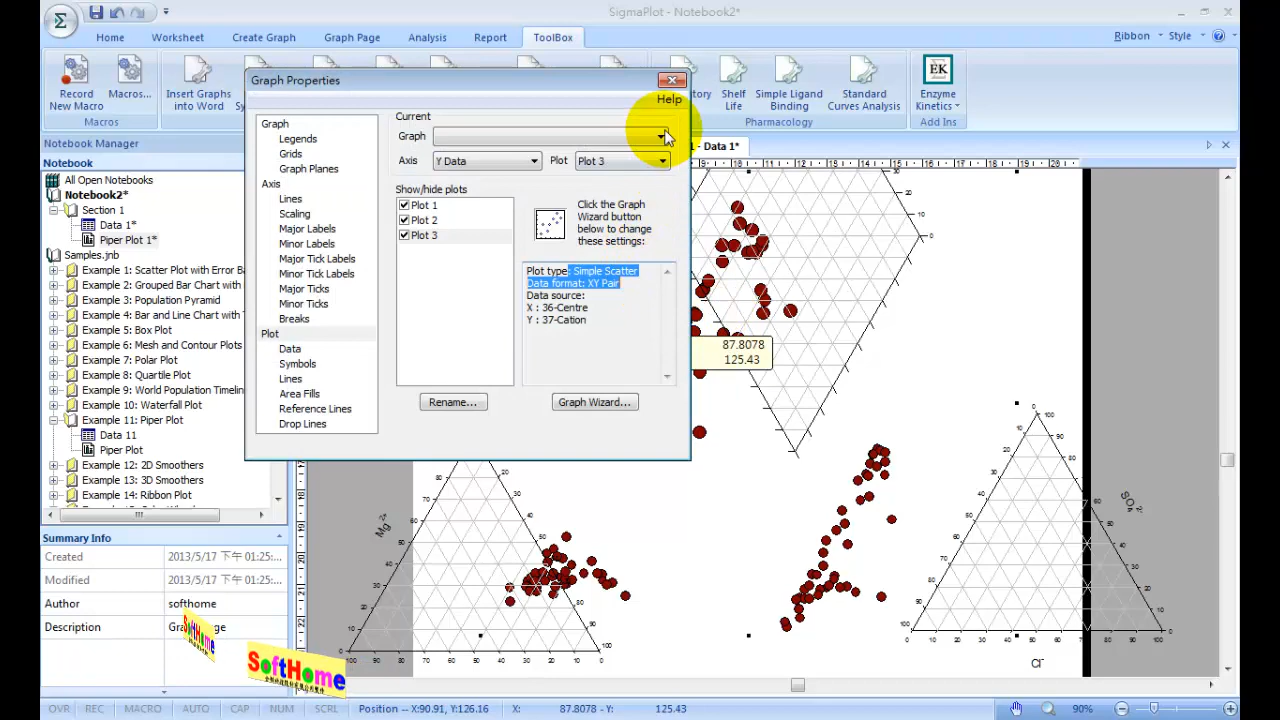 SigmaPlot - Notebook2*
Home Worksheet Create Graph Graph Page Analysis Report ToolBox
Ribbon Style
Record New Macro
Macros...
Insert Graphs into Word
Shelf Life
Simple Ligand Binding
Standard Curves Analysis
Enzyme Kinetics
Macros
Pharmacology
Add Ins
Notebook Manager
Notebook
All Open Notebooks
Notebook2*
Section 1
Data 1*
Piper Plot 1*
Samples.jnb
Example 1: Scatter Plot with Error Ba
Example 2: Grouped Bar Chart with
Example 3: Population Pyramid
Example 4: Bar and Line Chart with T
Example 5: Box Plot
Example 6: Mesh and Contour Plots
Example 7: Polar Plot
Example 8: Quartile Plot
Example 9: World Population Timeline
Example 10: Waterfall Plot
Example 11: Piper Plot
Data 11
Piper Plot
Example 12: 2D Smoothers
Example 13: 3D Smoothers
Example 14: Ribbon Plot
Summary Info
Created 2013/5/17 下午 01:25:...
Modified 2013/5/17 下午 01:25:...
Author softhome
Description
SoftHome
SoftHome
Graph Properties
Help
Graph
Legends
Grids
Graph Planes
Axis
Lines
Scaling
Major Labels
Minor Labels
Major Tick Labels
Minor Tick Labels
Major Ticks
Minor Ticks
Breaks
Plot
Data
Symbols
Lines
Area Fills
Reference Lines
Drop Lines
Current
Graph
Axis Y Data Plot Plot 3
Show/hide plots
Plot 1
Plot 2
Plot 3
Click the Graph
Wizard button
below to change
these settings:
Plot type: Simple Scatter
Data format: XY Pair
Data source:
X : 36-Centre
Y : 37-Cation
Rename...
Graph Wizard...
- Data 1*
87.8078
125.43
Mg 2+
SO4 2-
Cl-
OVR REC MACRO AUTO CAP NUM SCRL Position -- X:90.91, Y:126.16 X: 87.8078 - Y: 125.43 90%